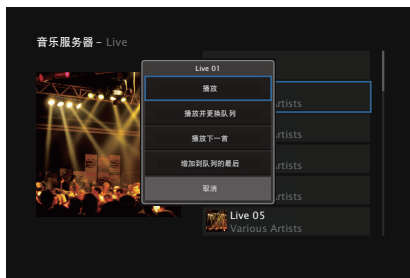 音乐服务器 – Live
Live 01
播放
Artists
播放并更换队列
Artists
播放下一首
Artists
增加到队列的最后
取消
Artists
Live 05
Various Artists